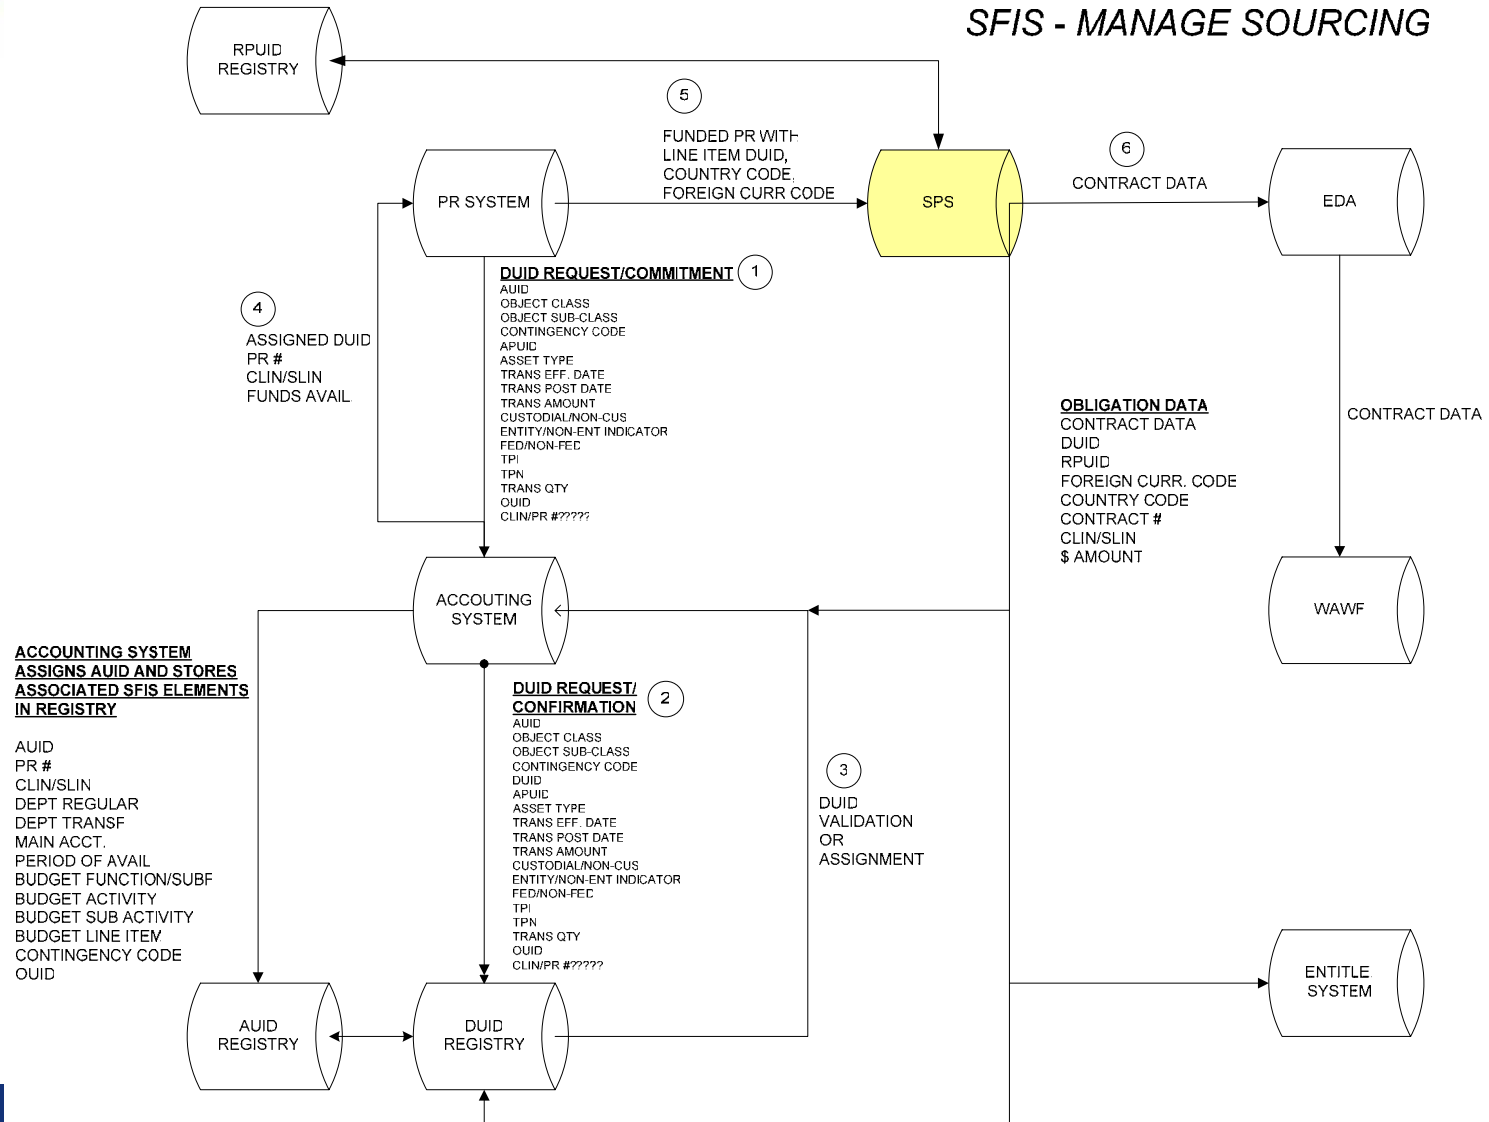 SFIS - MANAGE SOURCING
RPUID
REGISTRY
5
FUNDED PR WITH
LINE ITEM DUID,
COUNTRY CODE,
FOREIGN CURR CODE
6
CONTRACT DATA
PR SYSTEM
SPS
EDA
DUID REQUEST/COMMITMENT
1
AUID
OBJECT CLASS
OBJECT SUB-CLASS
CONTINGENCY CODE
APUID
ASSET TYPE
TRANS EFF. DATE
TRANS POST DATE
TRANS AMOUNT
CUSTODIAL/NON-CUS
ENTITY/NON-ENT INDICATOR
FED/NON-FED
TPI
TPN
TRANS QTY
OUID
CLIN/PR #?????
4
ASSIGNED DUID
PR #
CLIN/SLIN
FUNDS AVAIL
OBLIGATION DATA
CONTRACT DATA
DUID
RPUID
FOREIGN CURR. CODE
COUNTRY CODE
CONTRACT #
CLIN/SLIN
$ AMOUNT
CONTRACT DATA
ACCOUTING
SYSTEM
WAWF
ACCOUNTING SYSTEM
ASSIGNS AUID AND STORES
ASSOCIATED SFIS ELEMENTS
IN REGISTRY
AUID
PR #
CLIN/SLIN
DEPT REGULAR
DEPT TRANSF
MAIN ACCT.
PERIOD OF AVAIL
BUDGET FUNCTION/SUBF
BUDGET ACTIVITY
BUDGET SUB ACTIVITY
BUDGET LINE ITEM
CONTINGENCY CODE
OUID
DUID REQUEST/
CONFIRMATION
2
AUID
OBJECT CLASS
OBJECT SUB-CLASS
CONTINGENCY CODE
DUID
APUID
ASSET TYPE
TRANS EFF. DATE
TRANS POST DATE
TRANS AMOUNT
CUSTODIAL/NON-CUS
ENTITY/NON-ENT INDICATOR
FED/NON-FED
TPI
TPN
TRANS QTY
OUID
CLIN/PR #?????
3
DUID
VALIDATION
OR
ASSIGNMENT
ENTITLE
SYSTEM
AUID
REGISTRY
DUID
REGISTRY